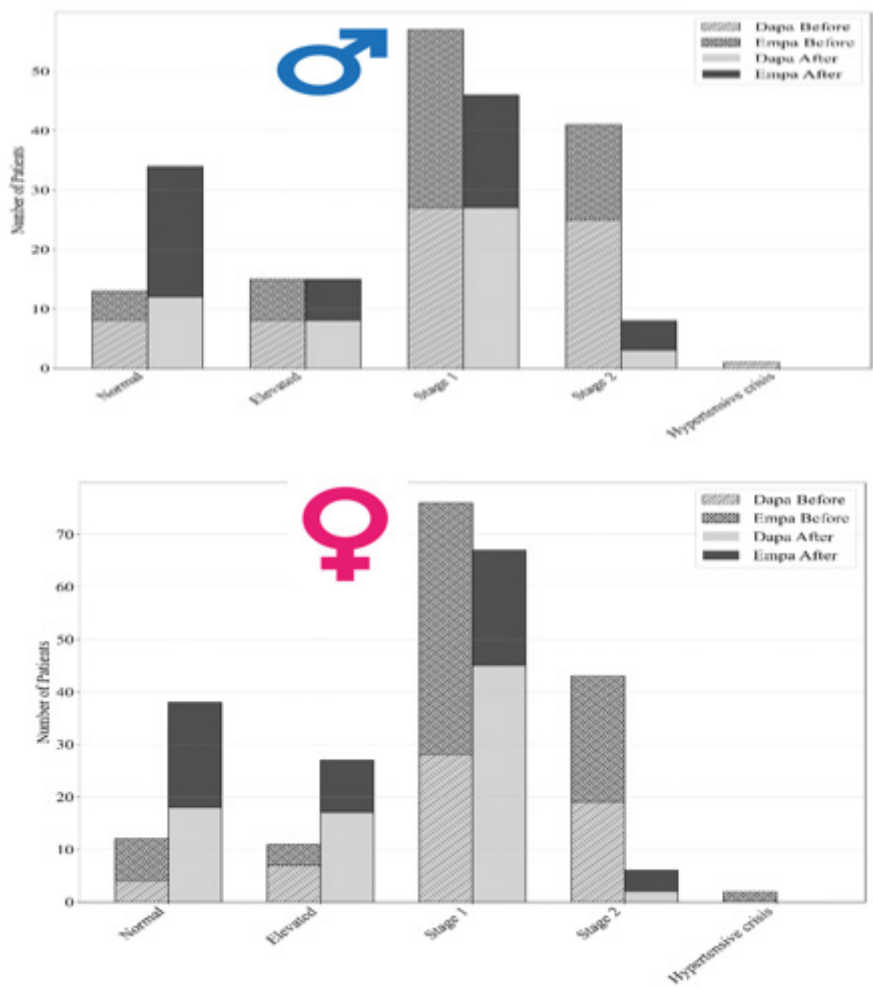 Dapa Before
Empa Before
Dapa After
Empa After
Number of Patients
50
40
30
20
10
0
Normal
Elevated
Stage 1
Stage 2
Hypertensive crisis
Dapa Before
Empa Before
Dapa After
Empa After
Number of Patients
70
60
50
40
30
20
10
0
Normal
Elevated
Stage 1
Stage 2
Hypertensive crisis